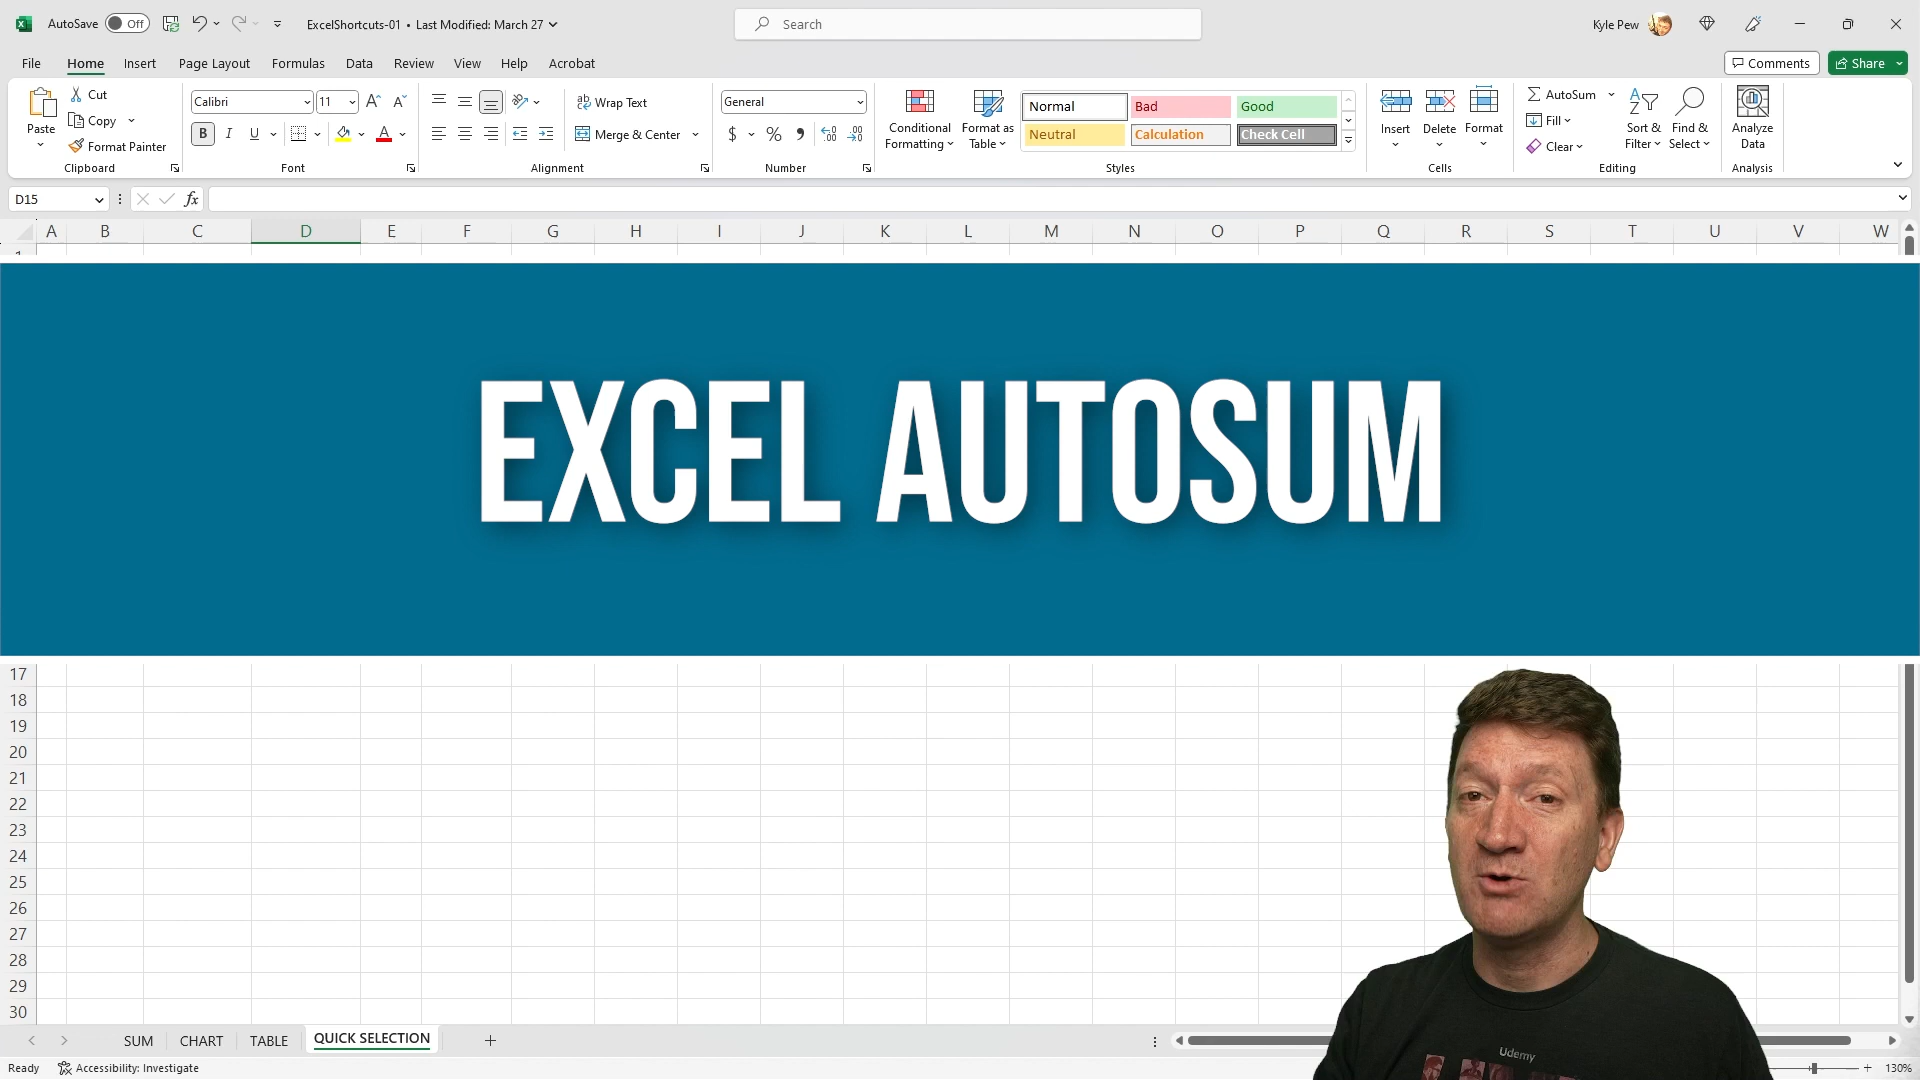 AutoSave Off ExcelShortcuts-01 • Last Modified: March 27 Search Kyle Pew
File Home Insert Page Layout Formulas Data Review View Help Acrobat Comments Share
Paste Cut Copy Format Painter
Clipboard
Calibri 11
B I U A
Font
ab Wrap Text
Merge & Center
Alignment
General
$ % 9
Number
Conditional Formatting
Format as Table
Normal Bad Good
Neutral Calculation Check Cell
Styles
Insert Delete Format
Cells
AutoSum
Fill
Clear
Sort & Filter
Find & Select
Editing
Analyze Data
Analysis
D15 fx
A B C D E F G H I J K L M N O P Q R S T U V W
EXCEL AUTOSUM
17
18
19
20
21
22
23
24
25
26
27
28
29
30
SUM CHART TABLE QUICK SELECTION
Udemy
Ready Accessibility: Investigate 130%